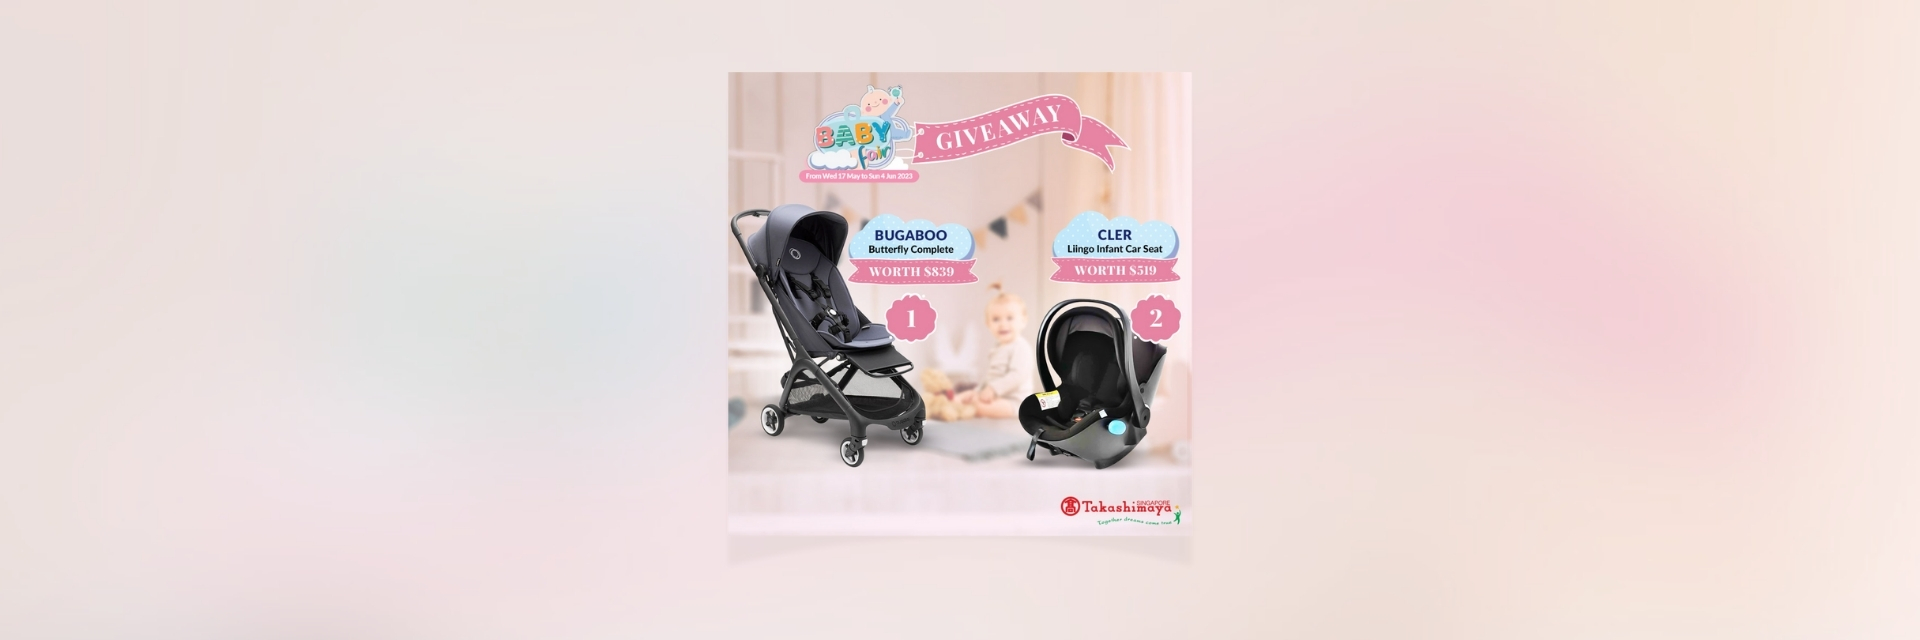 BABY
fair
GIVEAWAY
From Wed 17 May to Sun 4 Jun 2023
BUGABOO
Butterfly Complete
WORTH $839
1
CLER
Liingo Infant Car Seat
WORTH $519
2
SINGAPORE
髙 Takashimaya
Together dreams come true